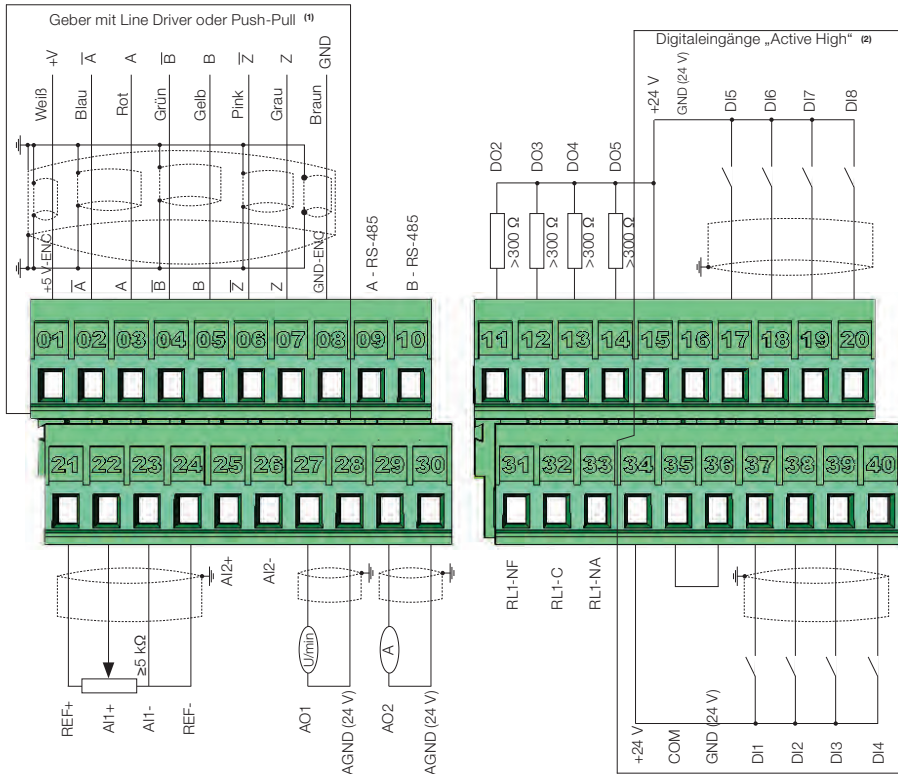 Geber mit Line Driver oder Push-Pull (1)
Weiß
+V
Blau
A̅
Rot
A
Grün
B̅
Gelb
B
Pink
Z̅
Grau
Z
Braun
GND
+5 V-ENC
A̅
A
B̅
B
Z̅
Z
GND-ENC
A - RS-485
B - RS-485
01 02 03 04 05 06 07 08 09 10
21 22 23 24 25 26 27 28 29 30
≥5 kΩ
AI2+
AI2-
U/min
A
REF+
AI1+
AI1-
REF-
AO1
AGND (24 V)
AO2
AGND (24 V)
Digitaleingänge „Active High" (2)
DO2
DO3
DO4
DO5
+24 V
GND (24 V)
DI5
DI6
DI7
DI8
>300 Ω
>300 Ω
>300 Ω
>300 Ω
11 12 13 14 15 16 17 18 19 20
31 32 33 34 35 36 37 38 39 40
RL1-NF
RL1-C
RL1-NA
+24 V
COM
GND (24 V)
DI1
DI2
DI3
DI4